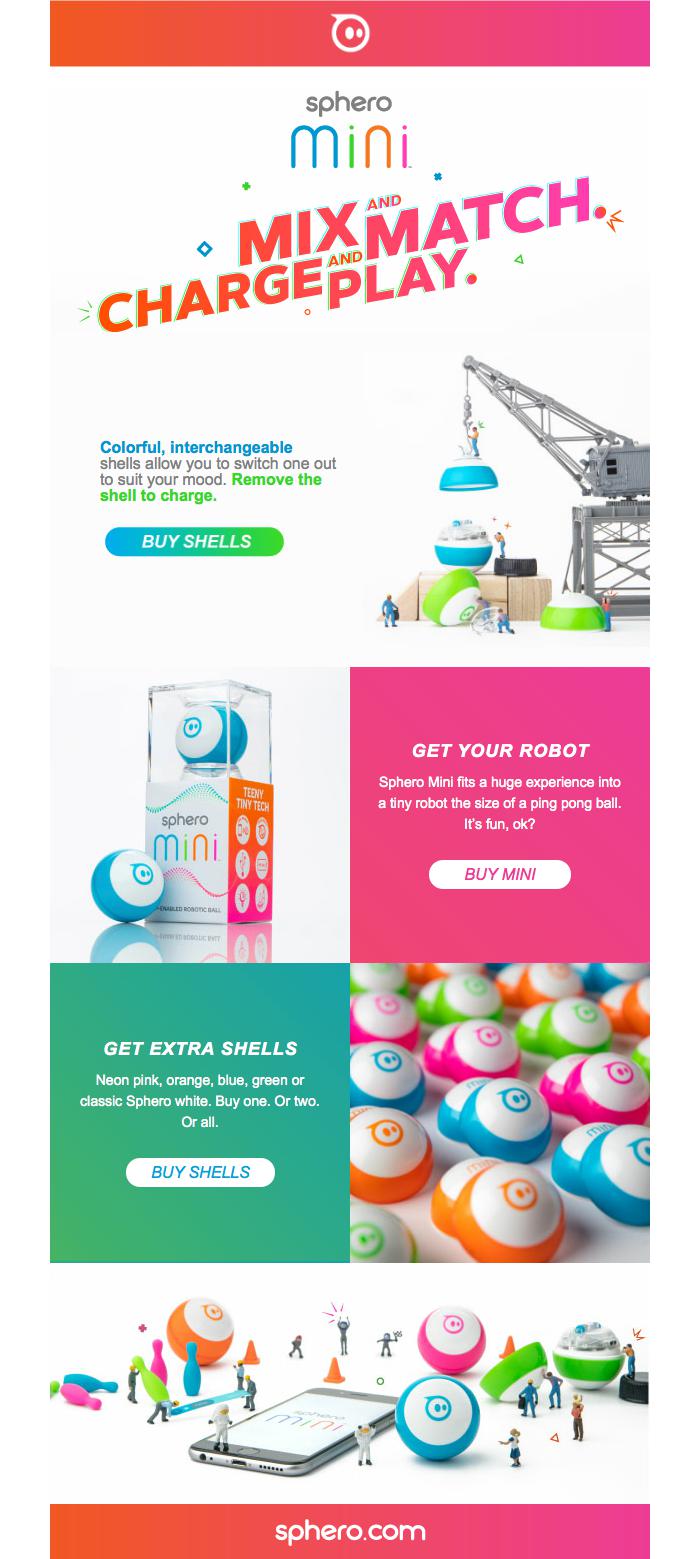 sphero
mini
MIX AND MATCH.
CHARGE AND PLAY.
Colorful, interchangeable
shells allow you to switch one out
to suit your mood. Remove the
shell to charge.
BUY SHELLS
TEENY
TINY TECH
sphero
mini
-ENABLED ROBOTIC BALL
GET YOUR ROBOT
Sphero Mini fits a huge experience into
a tiny robot the size of a ping pong ball.
It's fun, ok?
BUY MINI
GET EXTRA SHELLS
Neon pink, orange, blue, green or
classic Sphero white. Buy one. Or two.
Or all.
BUY SHELLS
mini
mini
sphero
mini
sphero.com